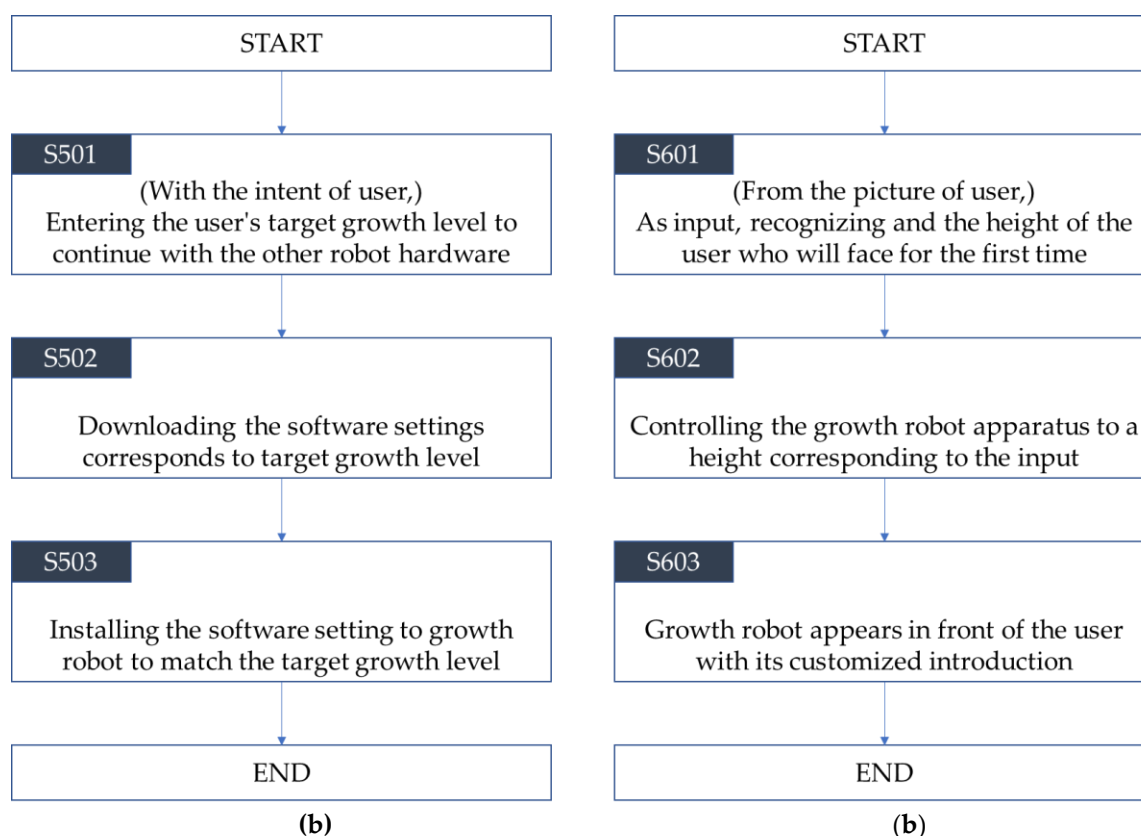 START
S501
(With the intent of user,)
Entering the user's target growth level to
continue with the other robot hardware
S502
Downloading the software settings
corresponds to target growth level
S503
Installing the software setting to growth
robot to match the target growth level
END
(b)
START
S601
(From the picture of user,)
As input, recognizing and the height of the
user who will face for the first time
S602
Controlling the growth robot apparatus to a
height corresponding to the input
S603
Growth robot appears in front of the user
with its customized introduction
END
(b)